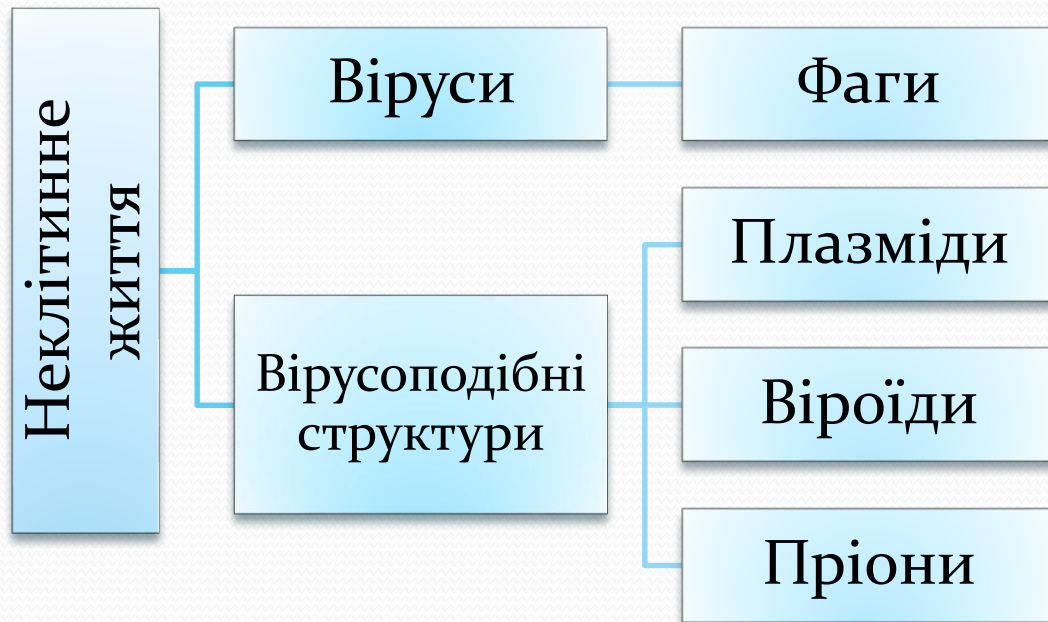 Неклітинне
життя
Віруси
Фаги
Вірусоподібні
структури
Плазміди
Віроїди
Пріони